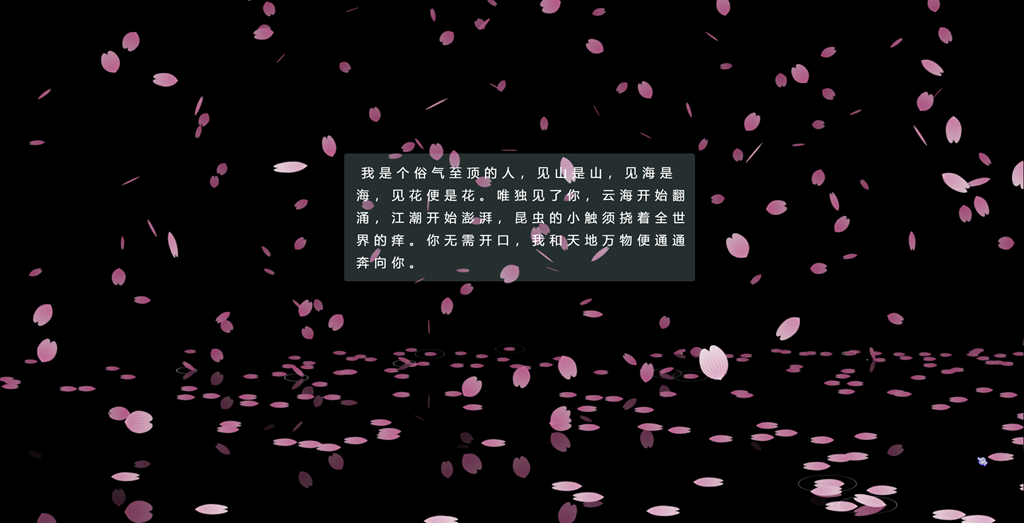 我是个俗气至顶的人，见山是山，见海是
海，见花便是花。唯独见了你，云海开始翻
涌，江潮开始澎湃，昆虫的小触须挠着全世
界的痒。你无需开口，我和天地万物便通通
奔向你。